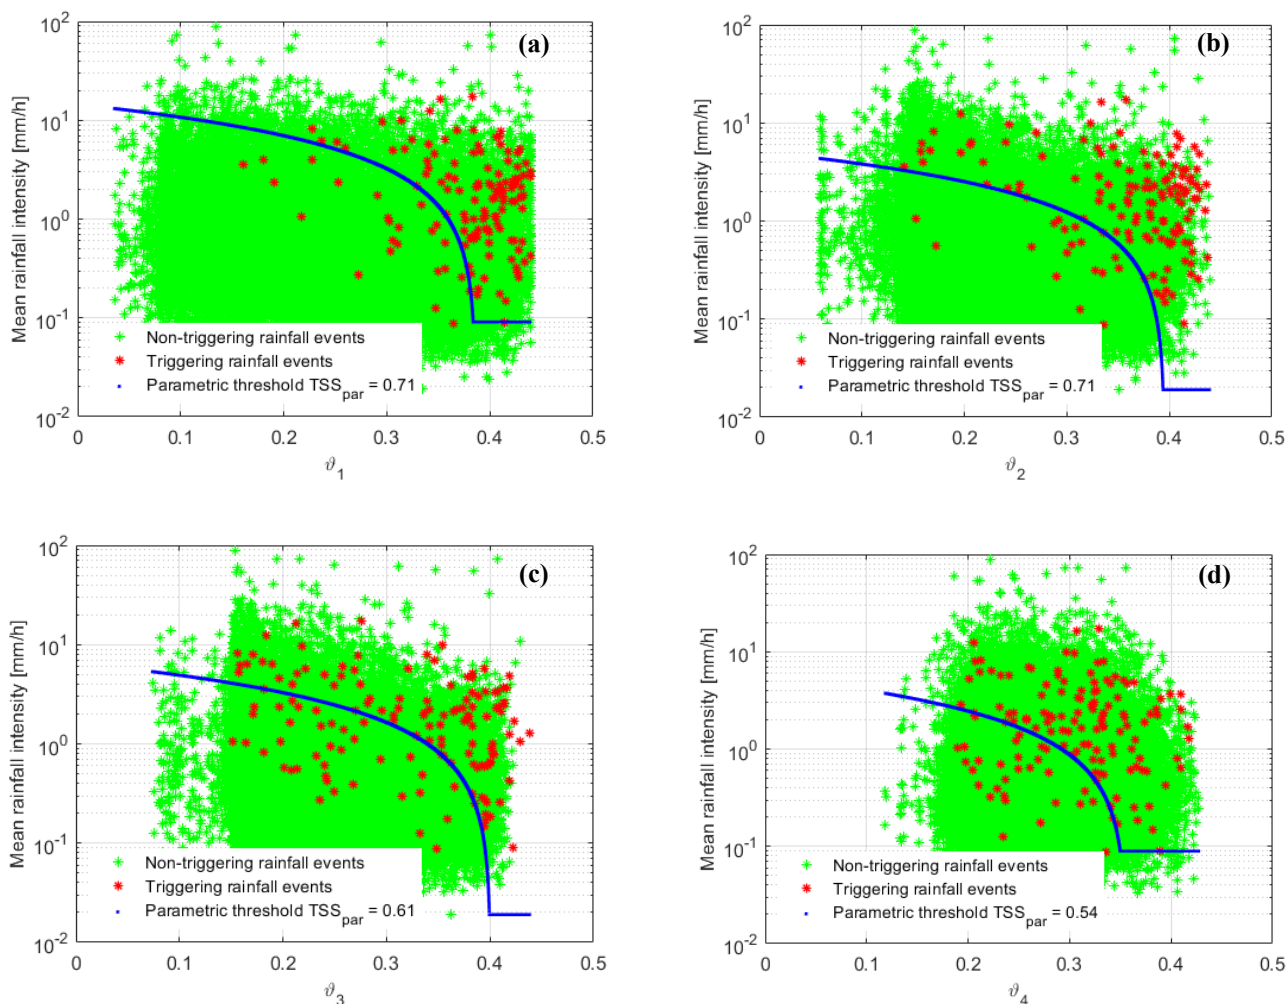 (a)
10^2
10^1
10^0
10^-1
10^-2
Mean rainfall intensity [mm/h]
Non-triggering rainfall events
Triggering rainfall events
Parametric threshold TSS_par = 0.71
0 0.1 0.2 0.3 0.4 0.5
ϑ_1
(b)
10^2
10^1
10^0
10^-1
10^-2
Mean rainfall intensity [mm/h]
Non-triggering rainfall events
Triggering rainfall events
Parametric threshold TSS_par = 0.71
0 0.1 0.2 0.3 0.4 0.5
ϑ_2
(c)
10^2
10^1
10^0
10^-1
10^-2
Mean rainfall intensity [mm/h]
Non-triggering rainfall events
Triggering rainfall events
Parametric threshold TSS_par = 0.61
0 0.1 0.2 0.3 0.4 0.5
ϑ_3
(d)
10^2
10^1
10^0
10^-1
10^-2
Mean rainfall intensity [mm/h]
Non-triggering rainfall events
Triggering rainfall events
Parametric threshold TSS_par = 0.54
0 0.1 0.2 0.3 0.4 0.5
ϑ_4